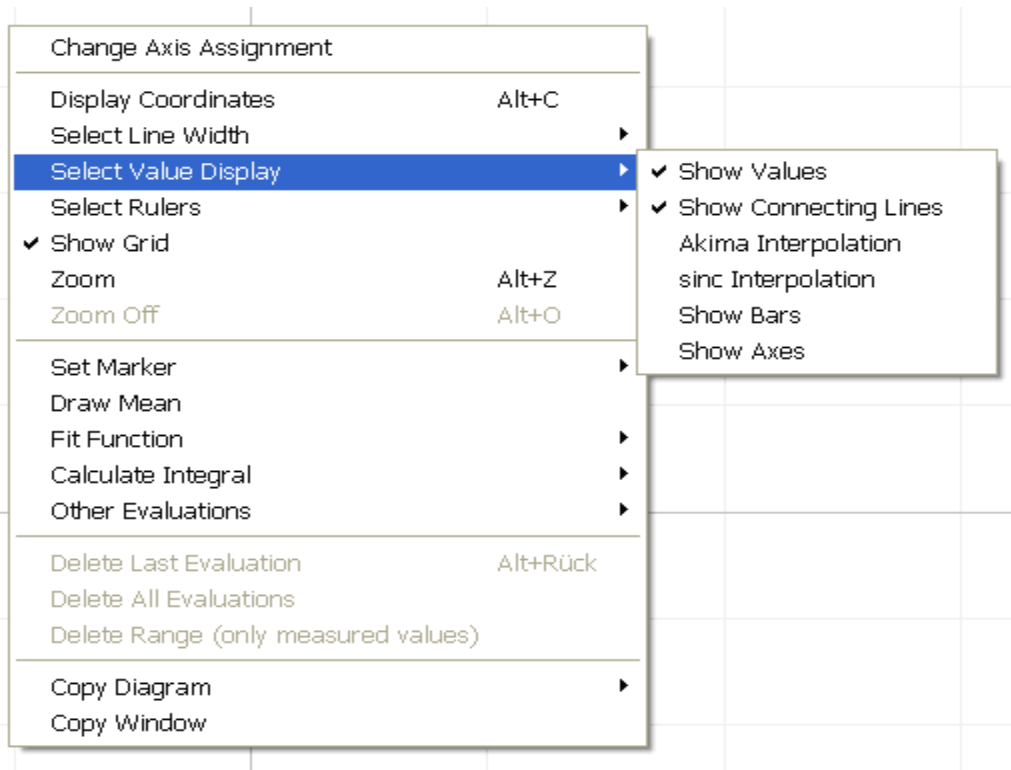 Change Axis Assignment
Display Coordinates Alt+C
Select Line Width
Select Value Display
Select Rulers
Show Grid
Zoom Alt+Z
Zoom Off Alt+O
Set Marker
Draw Mean
Fit Function
Calculate Integral
Other Evaluations
Delete Last Evaluation Alt+Rück
Delete All Evaluations
Delete Range (only measured values)
Copy Diagram
Copy Window
Show Values
Show Connecting Lines
Akima Interpolation
sinc Interpolation
Show Bars
Show Axes